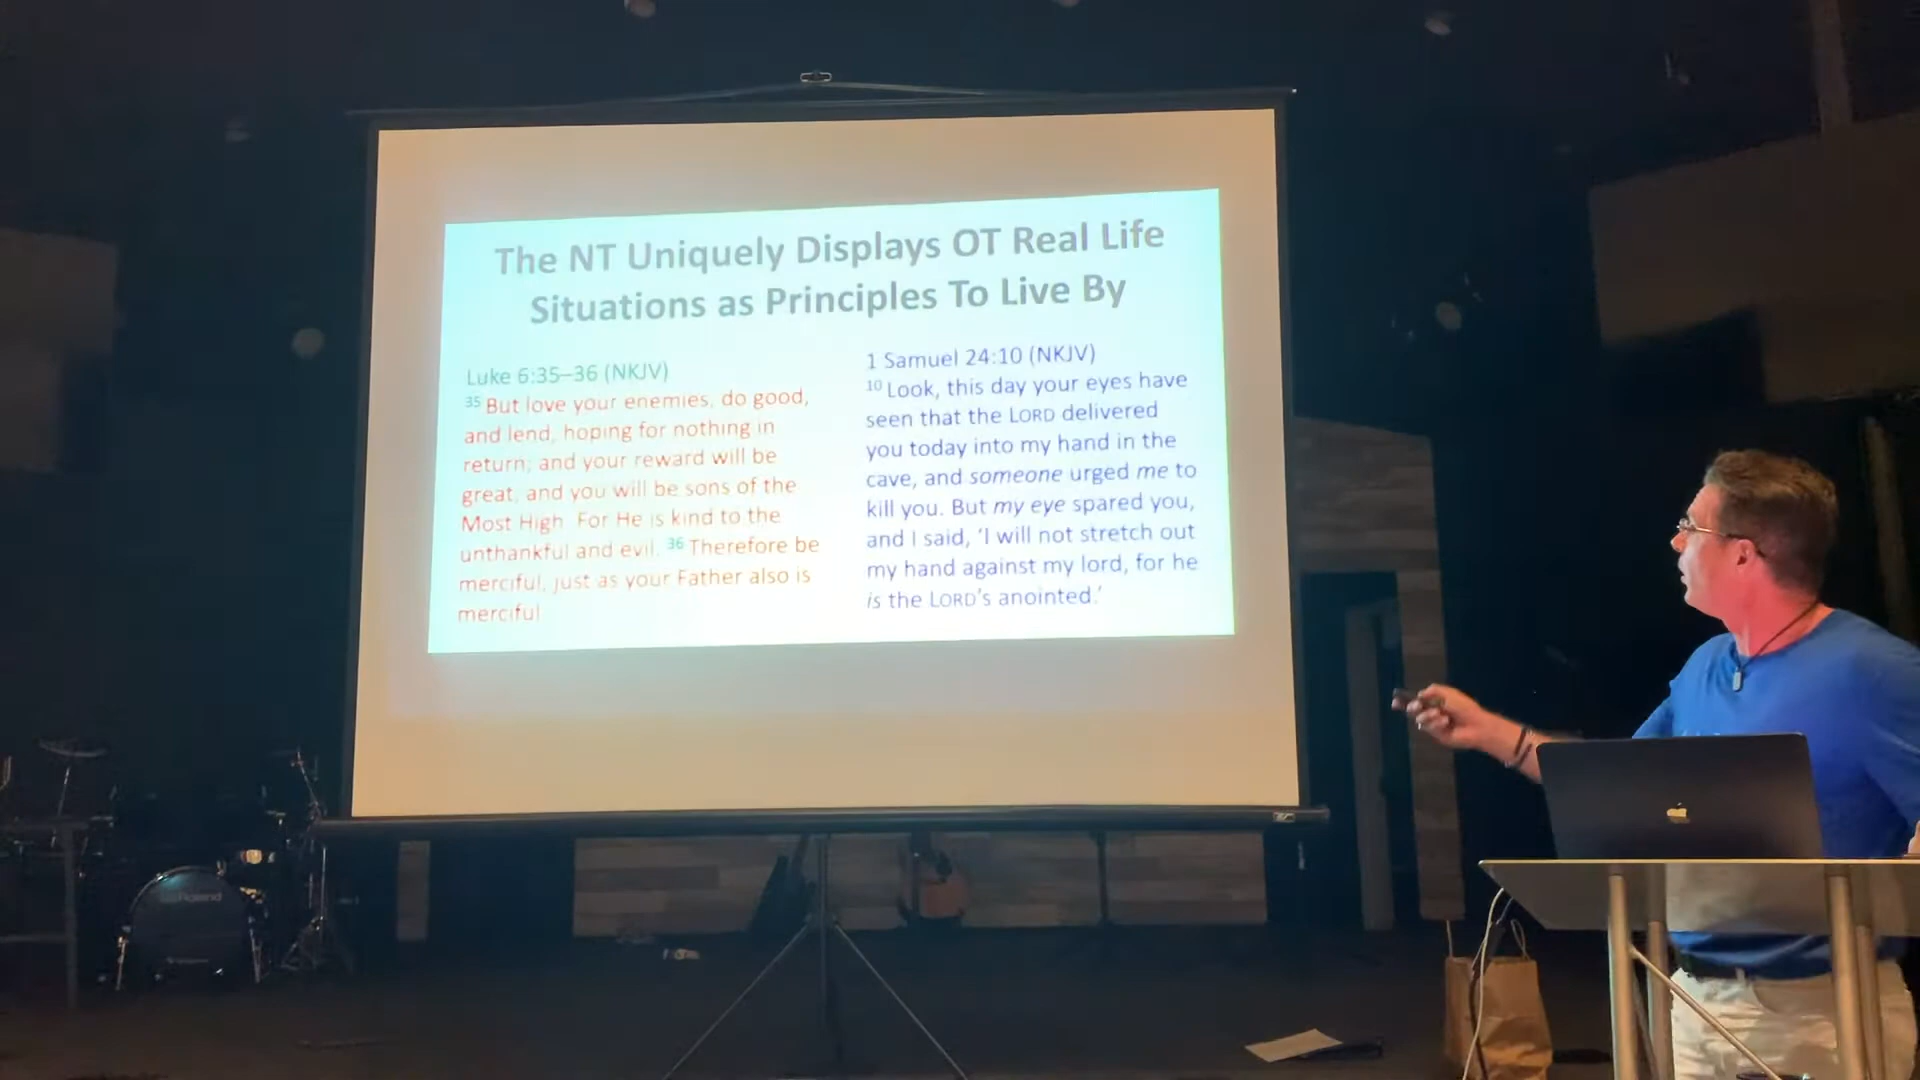 The NT Uniquely Displays OT Real Life
Situations as Principles To Live By
Luke 6:35–36 (NKJV)
35 But love your enemies, do good,
and lend, hoping for nothing in
return; and your reward will be
great, and you will be sons of the
Most High. For He is kind to the
unthankful and evil. 36 Therefore be
merciful, just as your Father also is
merciful.
1 Samuel 24:10 (NKJV)
10 Look, this day your eyes have
seen that the LORD delivered
you today into my hand in the
cave, and someone urged me to
kill you. But my eye spared you,
and I said, ‘I will not stretch out
my hand against my lord, for he
is the LORD’s anointed.’
Roland